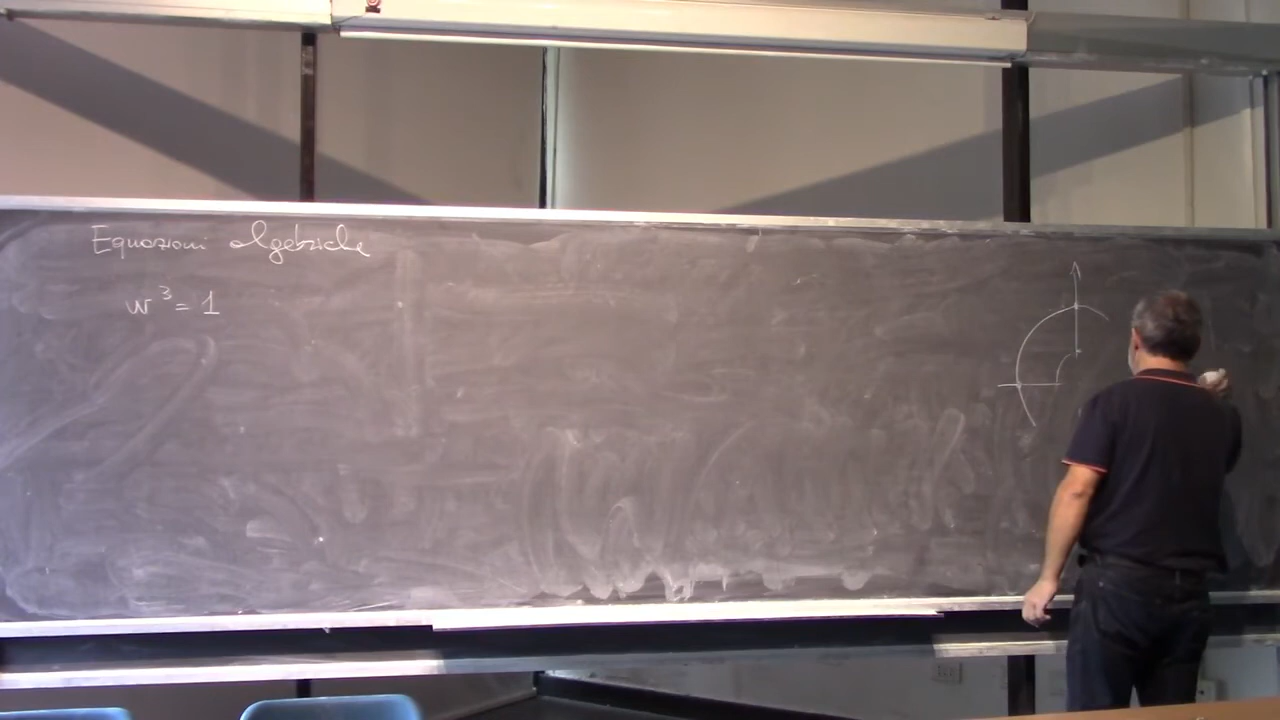 Equazioni algebriche
w³ = 1